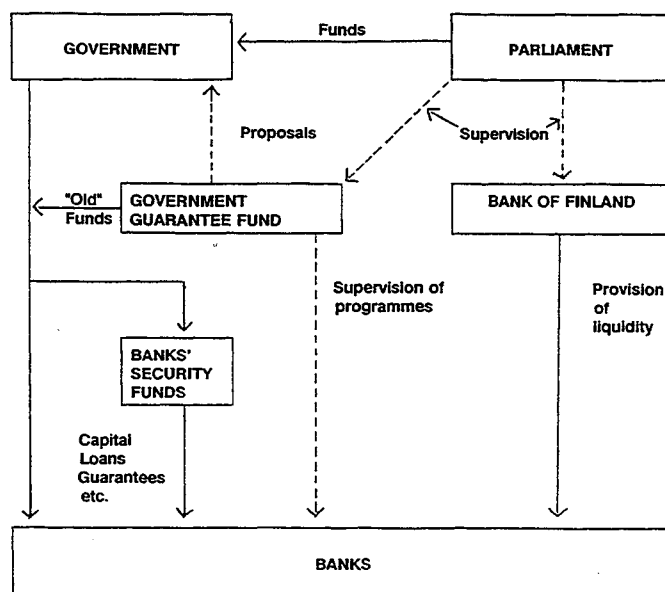 Funds
GOVERNMENT
PARLIAMENT
Proposals
Supervision
"Old"
Funds
GOVERNMENT
GUARANTEE FUND
BANK OF FINLAND
Supervision of
programmes
Provision
of
liquidity
BANKS'
SECURITY
FUNDS
Capital
Loans
Guarantees
etc.
BANKS